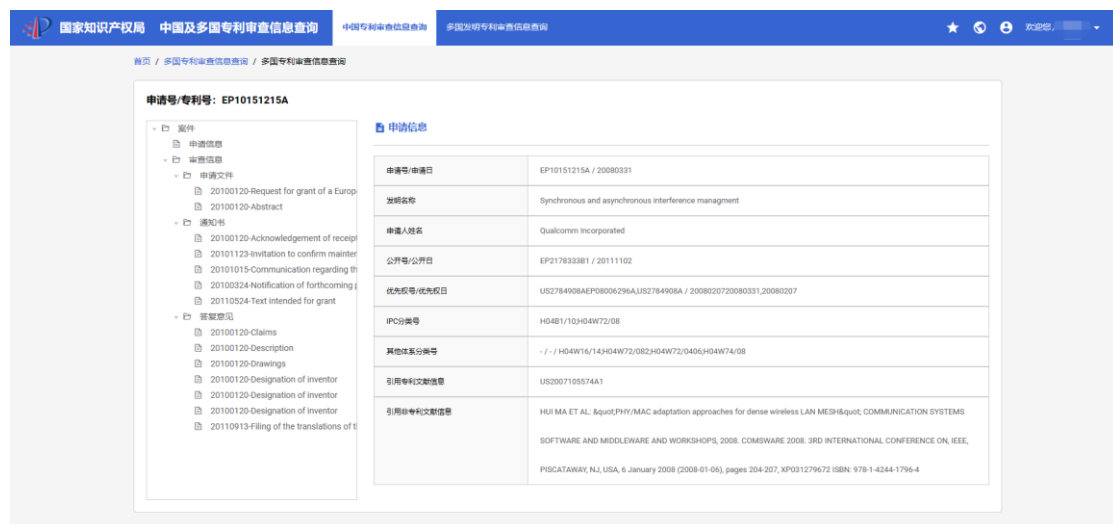 国家知识产权局 中国及多国专利审查信息查询 中国专利审查信息查询 多国发明专利审查信息查询 欢迎您,
首页 / 多国专利审查信息查询 / 多国专利审查信息查询
申请号/专利号: EP10151215A
案件
申请信息
审查信息
申请文件
20100120-Request for grant of a Europ
20100120-Abstract
通知书
20100120-Acknowledgement of receipt
20101123-Invitation to confirm mainter
20101015-Communication regarding th
20100324-Notification of forthcoming p
20110524-Text intended for grant
答复意见
20100120-Claims
20100120-Description
20100120-Drawings
20100120-Designation of inventor
20100120-Designation of inventor
20100120-Designation of inventor
20110913-Filing of the translations of t
申请信息
申请号/申请日 EP10151215A / 20080331
发明名称 Synchronous and asynchronous interference managment
申请人姓名 Qualcomm Incorporated
公开号/公开日 EP2178333B1 / 20111102
优先权号/优先权日 US2784908AEP08006296A,US2784908A / 2008020720080331,20080207
IPC分类号 H04B1/10;H04W72/08
其他体系分类号 - / - / H04W16/14;H04W72/082;H04W72/0406;H04W74/08
引用专利文献信息 US2007105574A1
引用非专利文献信息 HUI MA ET AL: &quot;PHY/MAC adaptation approaches for dense wireless LAN MESH&quot; COMMUNICATION SYSTEMS
SOFTWARE AND MIDDLEWARE AND WORKSHOPS, 2008. COMSWARE 2008. 3RD INTERNATIONAL CONFERENCE ON, IEEE,
PISCATAWAY, NJ, USA, 6 January 2008 (2008-01-06), pages 204-207, XP031279672 ISBN: 978-1-4244-1796-4